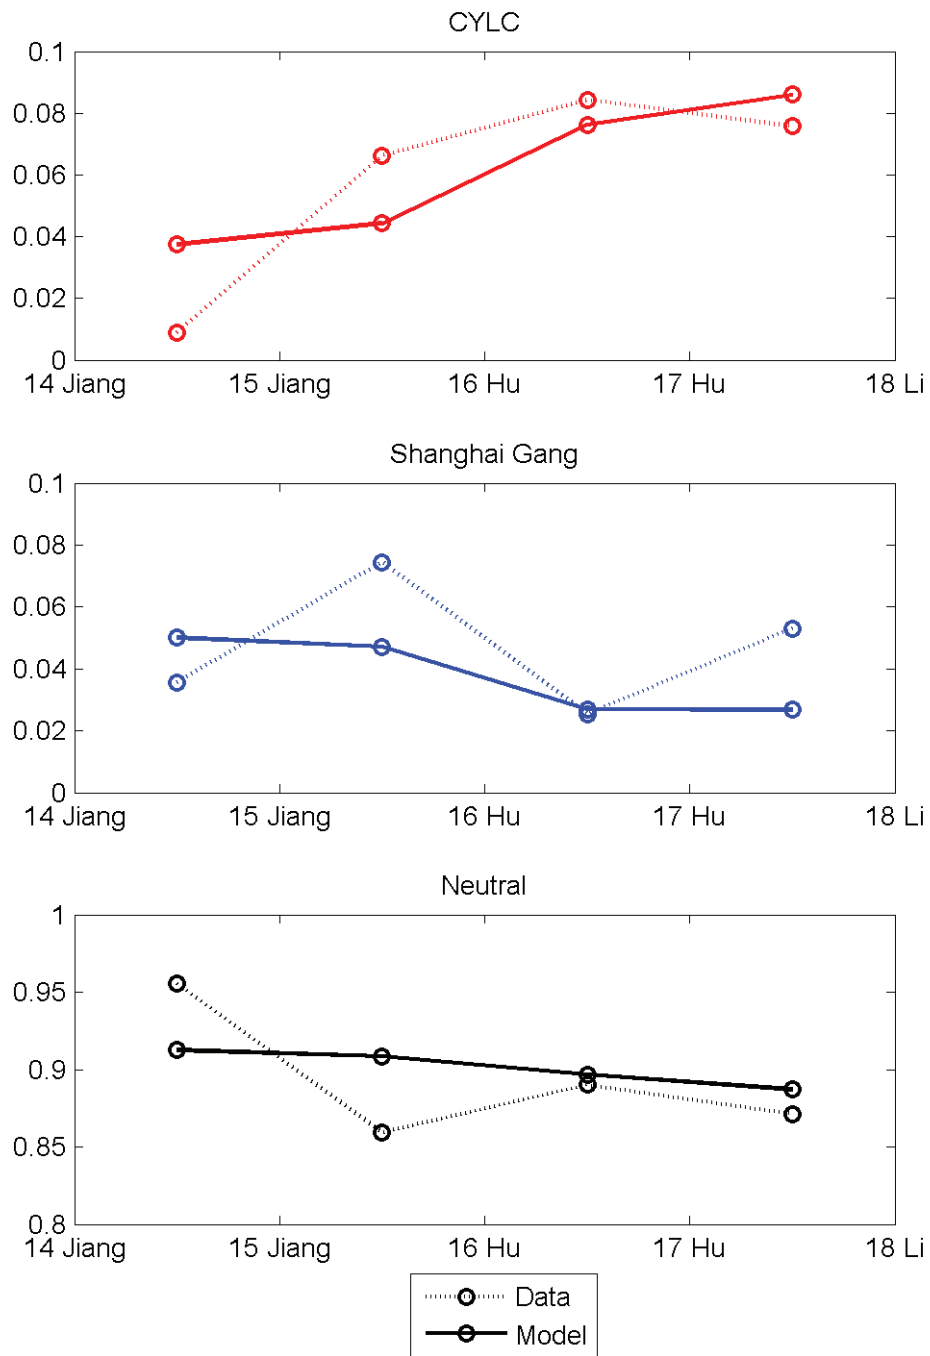 CYLC
0.1
0.08
0.06
0.04
0.02
0
14 Jiang 15 Jiang 16 Hu 17 Hu 18 Li
Shanghai Gang
0.1
0.08
0.06
0.04
0.02
0
14 Jiang 15 Jiang 16 Hu 17 Hu 18 Li
Neutral
1
0.95
0.9
0.85
0.8
14 Jiang 15 Jiang 16 Hu 17 Hu 18 Li
Data
Model